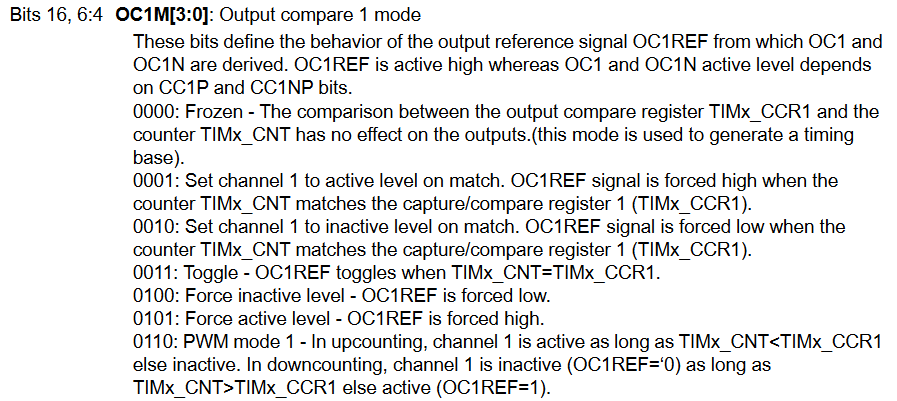 Bits 16, 6:4 OC1M[3:0]: Output compare 1 mode
These bits define the behavior of the output reference signal OC1REF from which OC1 and
OC1N are derived. OC1REF is active high whereas OC1 and OC1N active level depends
on CC1P and CC1NP bits.
0000: Frozen - The comparison between the output compare register TIMx_CCR1 and the
counter TIMx_CNT has no effect on the outputs.(this mode is used to generate a timing
base).
0001: Set channel 1 to active level on match. OC1REF signal is forced high when the
counter TIMx_CNT matches the capture/compare register 1 (TIMx_CCR1).
0010: Set channel 1 to inactive level on match. OC1REF signal is forced low when the
counter TIMx_CNT matches the capture/compare register 1 (TIMx_CCR1).
0011: Toggle - OC1REF toggles when TIMx_CNT=TIMx_CCR1.
0100: Force inactive level - OC1REF is forced low.
0101: Force active level - OC1REF is forced high.
0110: PWM mode 1 - In upcounting, channel 1 is active as long as TIMx_CNT<TIMx_CCR1
else inactive. In downcounting, channel 1 is inactive (OC1REF=‘0) as long as
TIMx_CNT>TIMx_CCR1 else active (OC1REF=1).